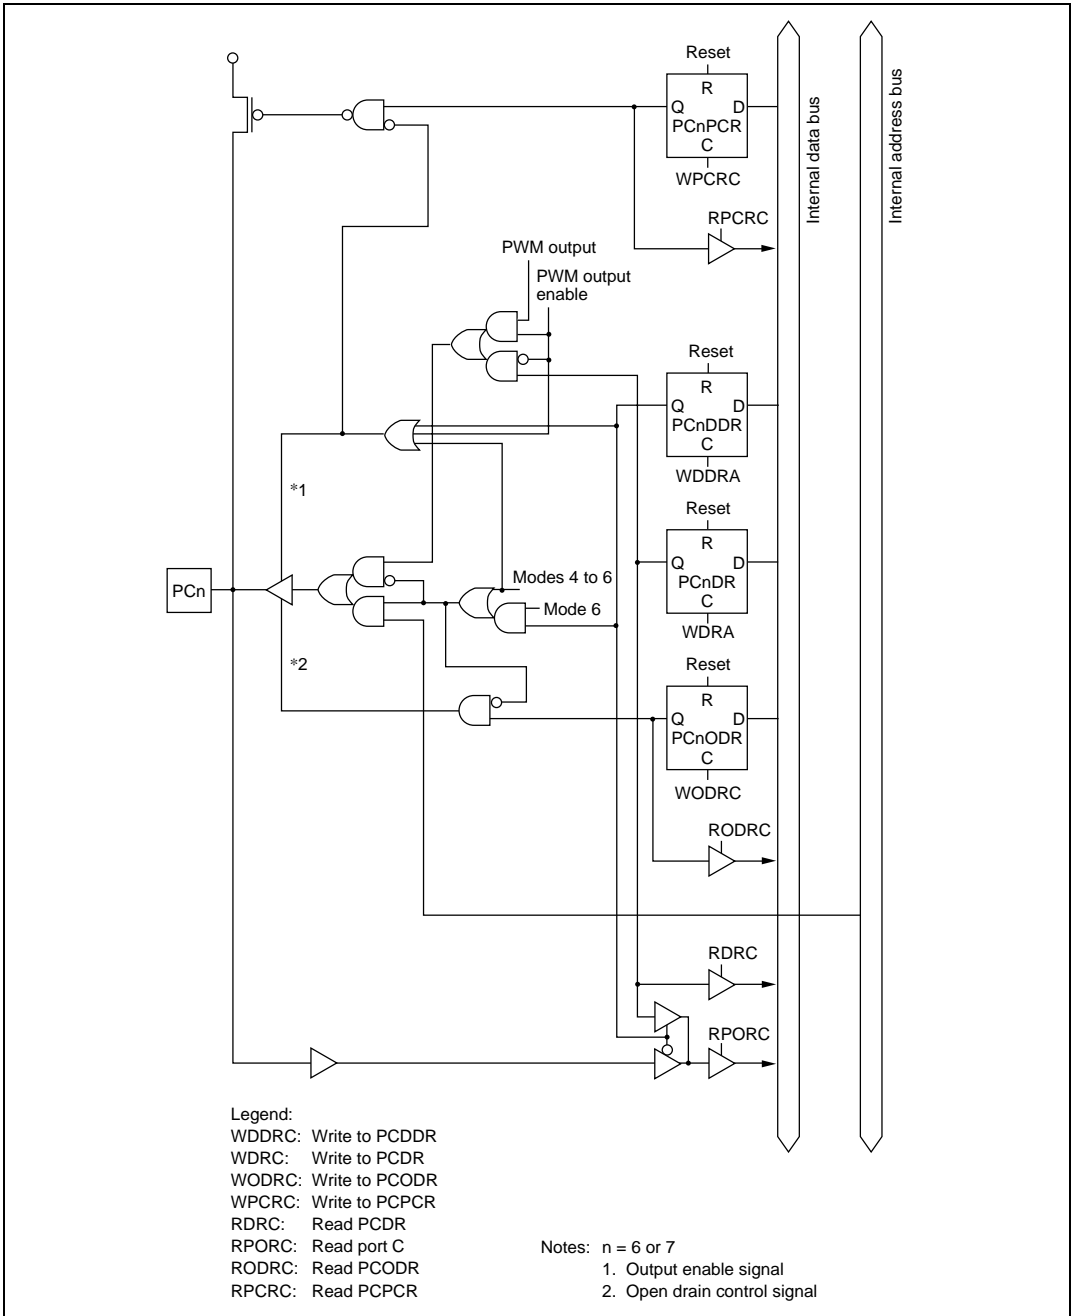 Reset
R
Q D
PCnPCR
C
WPCRC
Internal data bus
Internal address bus
RPCRC
PWM output
PWM output
enable
Reset
R
Q D
PCnDDR
C
WDDRA
*1
Reset
R
Q D
PCnDR
C
WDRA
PCn
Modes 4 to 6
Mode 6
*2
Reset
R
Q D
PCnODR
C
WODRC
RODRC
RDRC
RPORC
Legend:
WDDRC: Write to PCDDR
WDRC: Write to PCDR
WODRC: Write to PCODR
WPCRC: Write to PCPCR
RDRC: Read PCDR
RPORC: Read port C
RODRC: Read PCODR
RPCRC: Read PCPCR
Notes: n = 6 or 7
1. Output enable signal
2. Open drain control signal